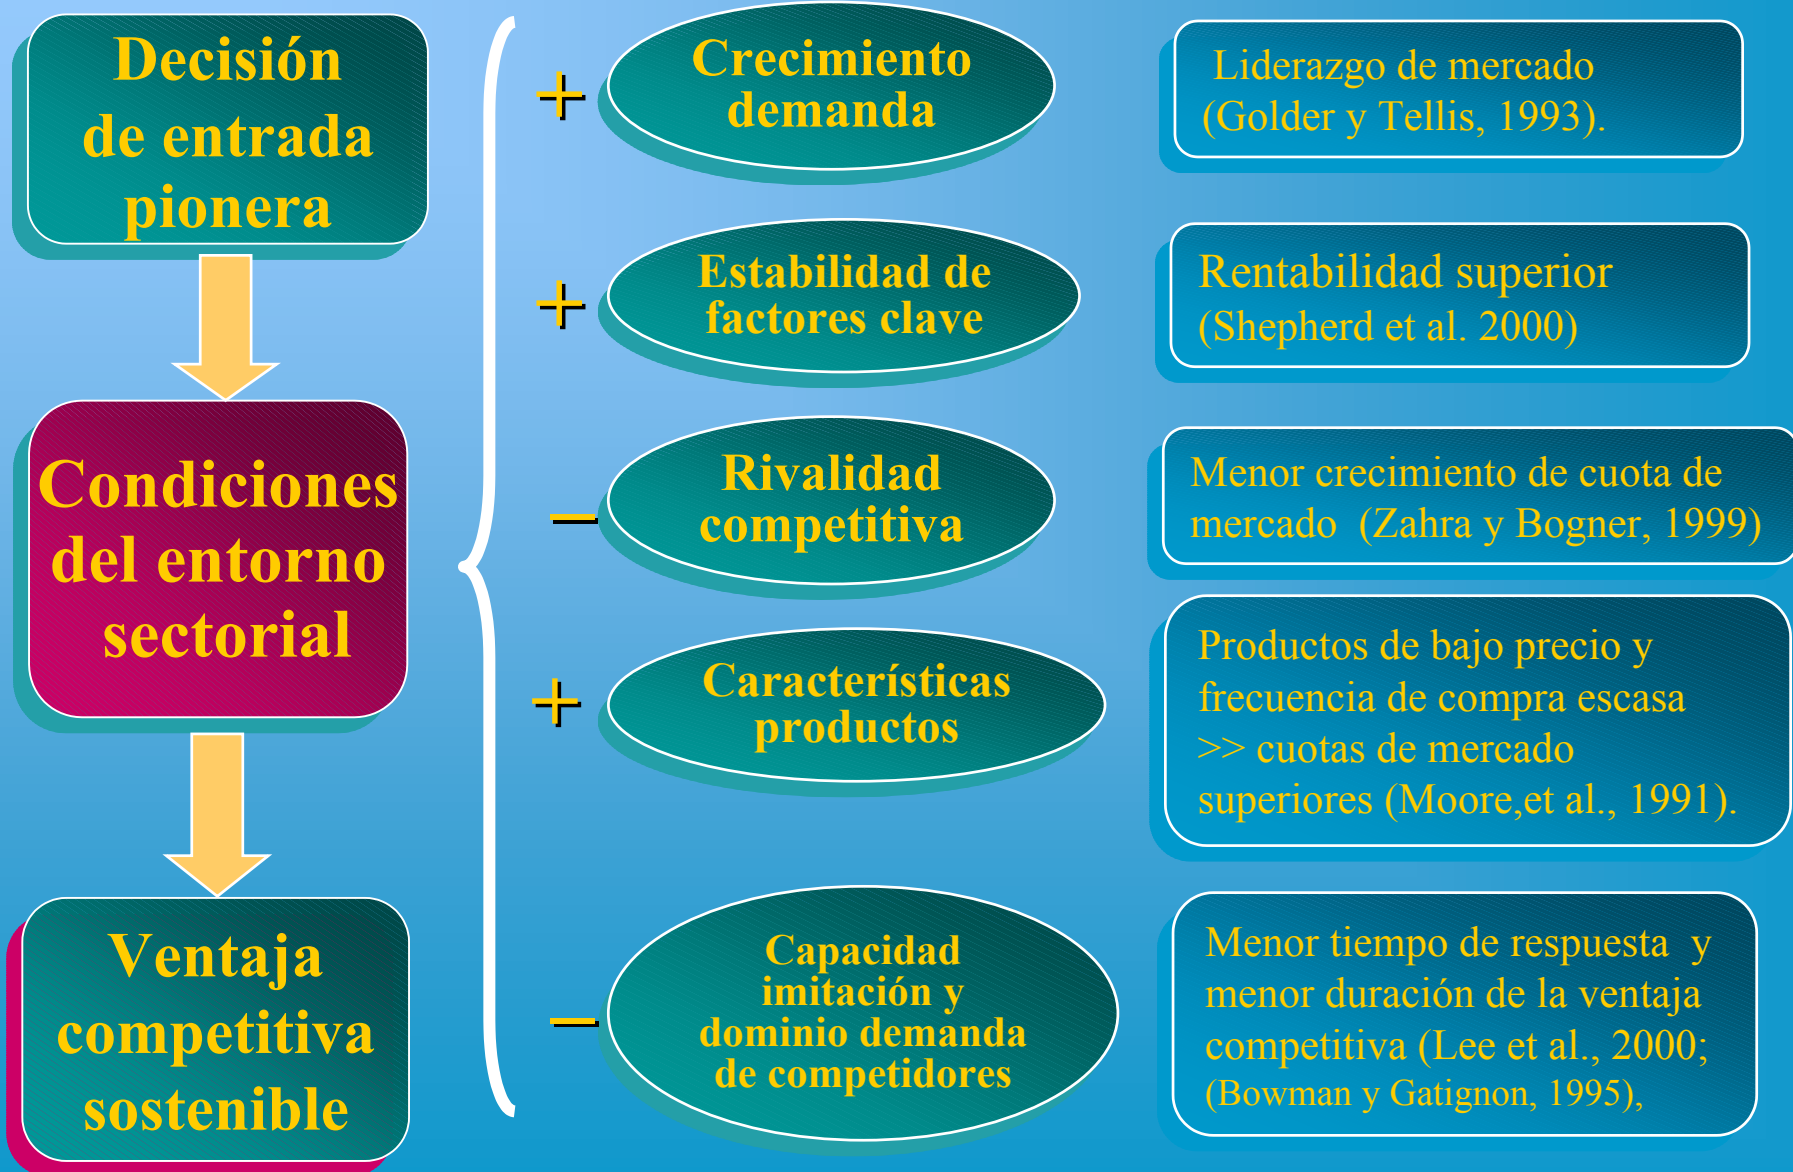 Decisión
de entrada
pionera
Condiciones
del entorno
sectorial
Ventaja
competitiva
sostenible
+
Crecimiento
demanda
Liderazgo de mercado
(Golder y Tellis, 1993).
+
Estabilidad de
factores clave
Rentabilidad superior
(Shepherd et al. 2000)
−
Rivalidad
competitiva
Menor crecimiento de cuota de
mercado (Zahra y Bogner, 1999)
+
Características
productos
Productos de bajo precio y
frecuencia de compra escasa
>> cuotas de mercado
superiores (Moore,et al., 1991).
−
Capacidad
imitación y
dominio demanda
de competidores
Menor tiempo de respuesta y
menor duración de la ventaja
competitiva (Lee et al., 2000;
(Bowman y Gatignon, 1995),